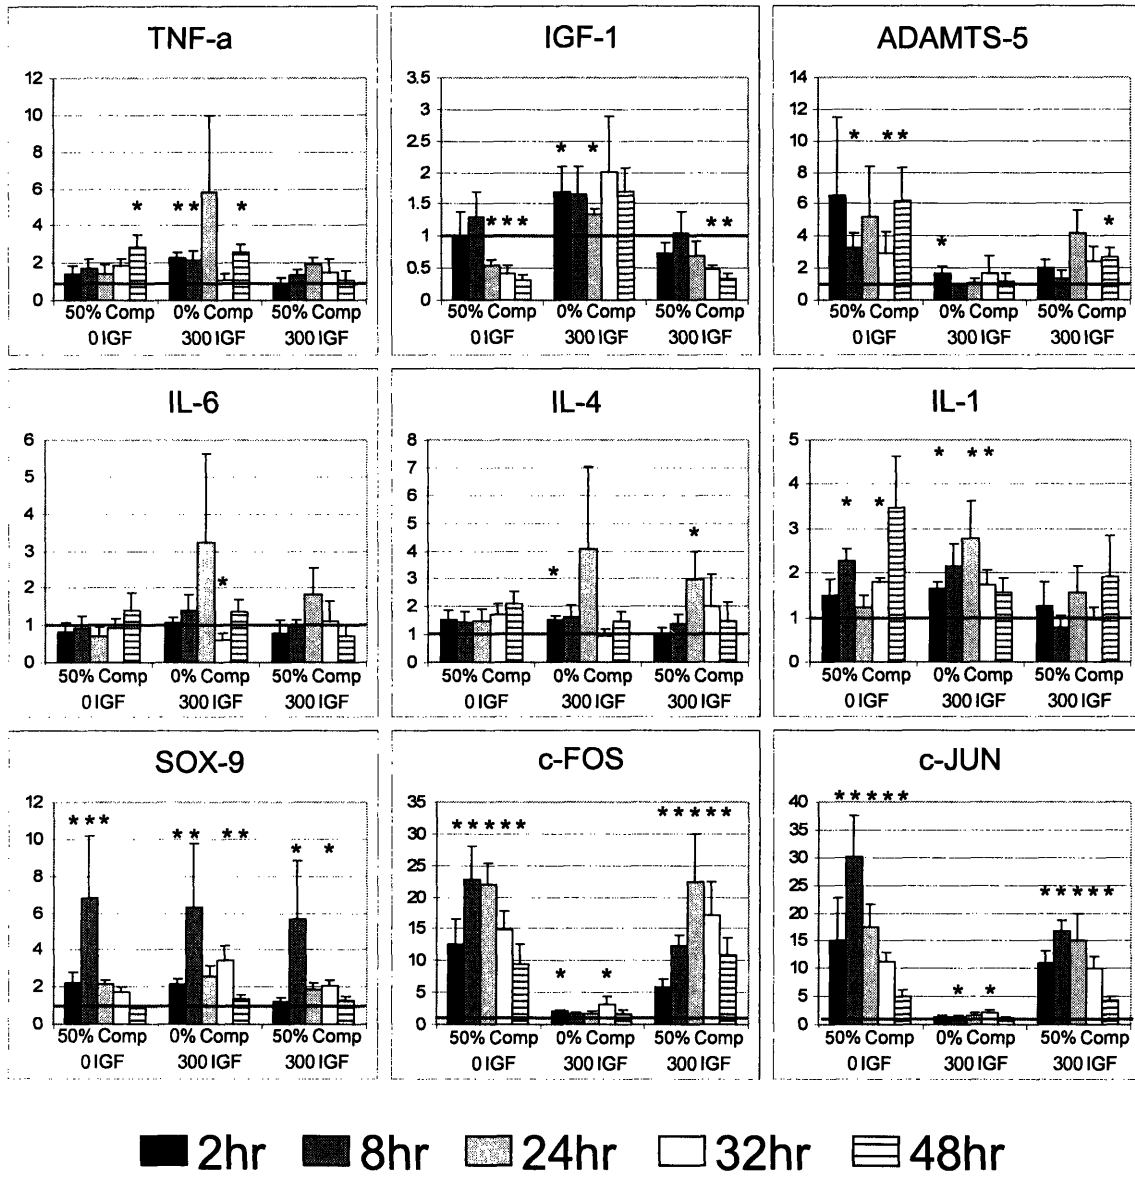 TNF-a
12
10
8
6
4
2
0
* * * * *
50% Comp 0% Comp 50% Comp
0 IGF 300 IGF 300 IGF
IGF-1
3.5
3
2.5
2
1.5
1
0.5
0
* * * * * * *
50% Comp 0% Comp 50% Comp
0 IGF 300 IGF 300 IGF
ADAMTS-5
14
12
10
8
6
4
2
0
* * * * *
50% Comp 0% Comp 50% Comp
0 IGF 300 IGF 300 IGF
IL-6
6
5
4
3
2
1
0
*
50% Comp 0% Comp 50% Comp
0 IGF 300 IGF 300 IGF
IL-4
8
7
6
5
4
3
2
1
0
* *
50% Comp 0% Comp 50% Comp
0 IGF 300 IGF 300 IGF
IL-1
5
4
3
2
1
0
* * * * *
50% Comp 0% Comp 50% Comp
0 IGF 300 IGF 300 IGF
SOX-9
12
10
8
6
4
2
0
* * * * * * * * *
50% Comp 0% Comp 50% Comp
0 IGF 300 IGF 300 IGF
c-FOS
35
30
25
20
15
10
5
0
* * * * * * * * * * * *
50% Comp 0% Comp 50% Comp
0 IGF 300 IGF 300 IGF
c-JUN
40
35
30
25
20
15
10
5
0
* * * * * * * * * * * *
50% Comp 0% Comp 50% Comp
0 IGF 300 IGF 300 IGF
2hr 8hr 24hr 32hr 48hr